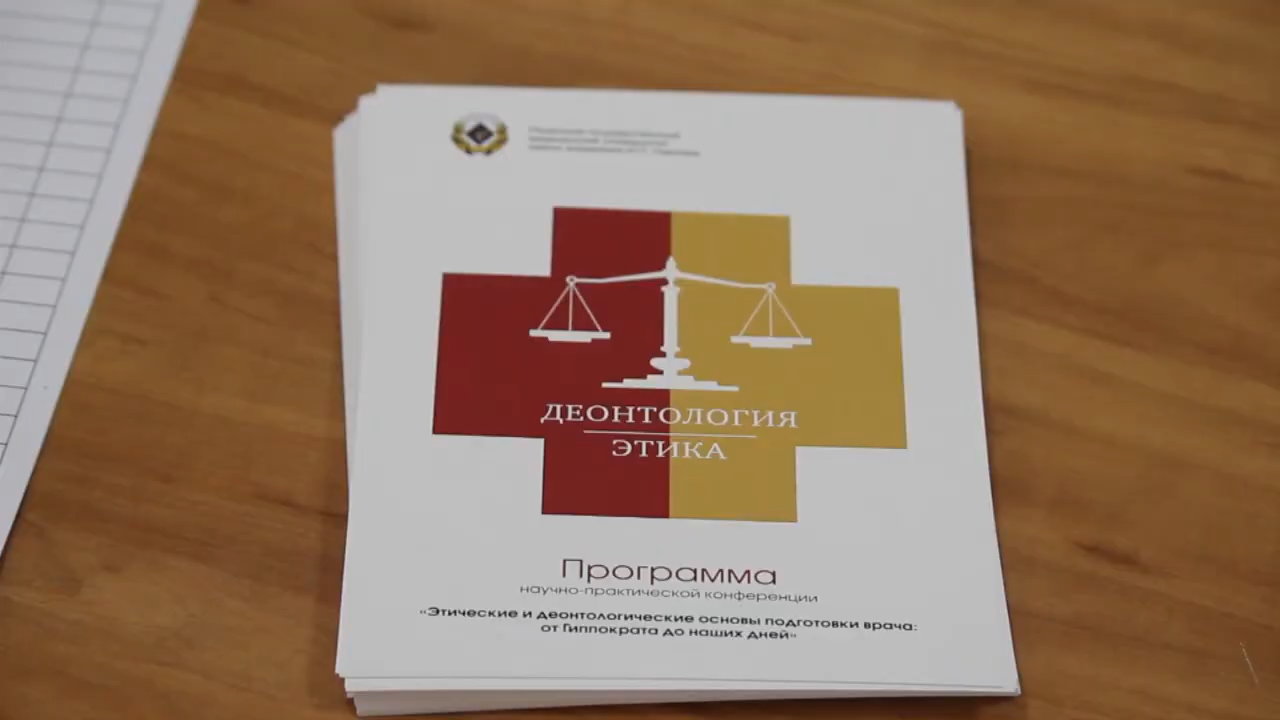 ДЕОНТОЛОГИЯ
ЭТИКА
Программа
научно-практической конференции
«Этические и деонтологические основы подготовки врача:
от Гиппократа до наших дней»